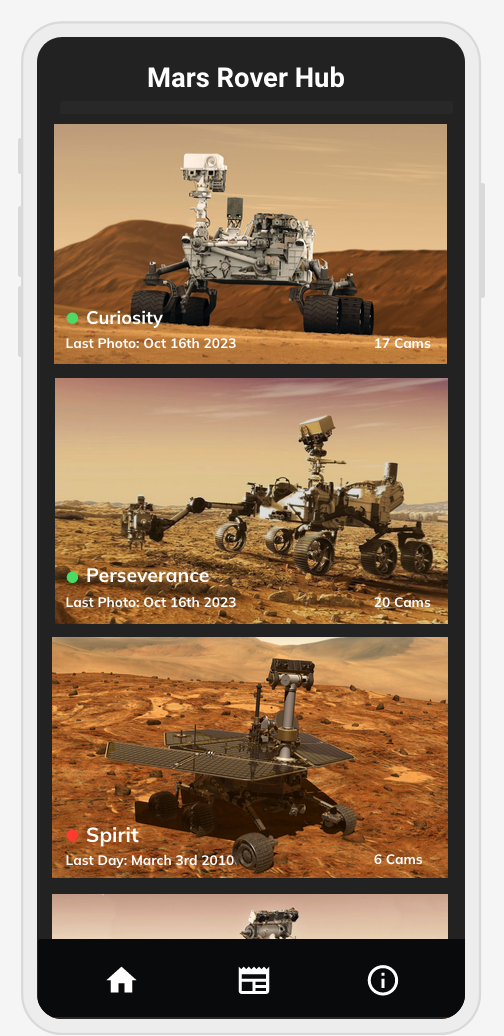 Mars Rover Hub
Curiosity
Last Photo: Oct 16th 2023 17 Cams
Perseverance
Last Photo: Oct 16th 2023 20 Cams
Spirit
Last Day: March 3rd 2010 6 Cams